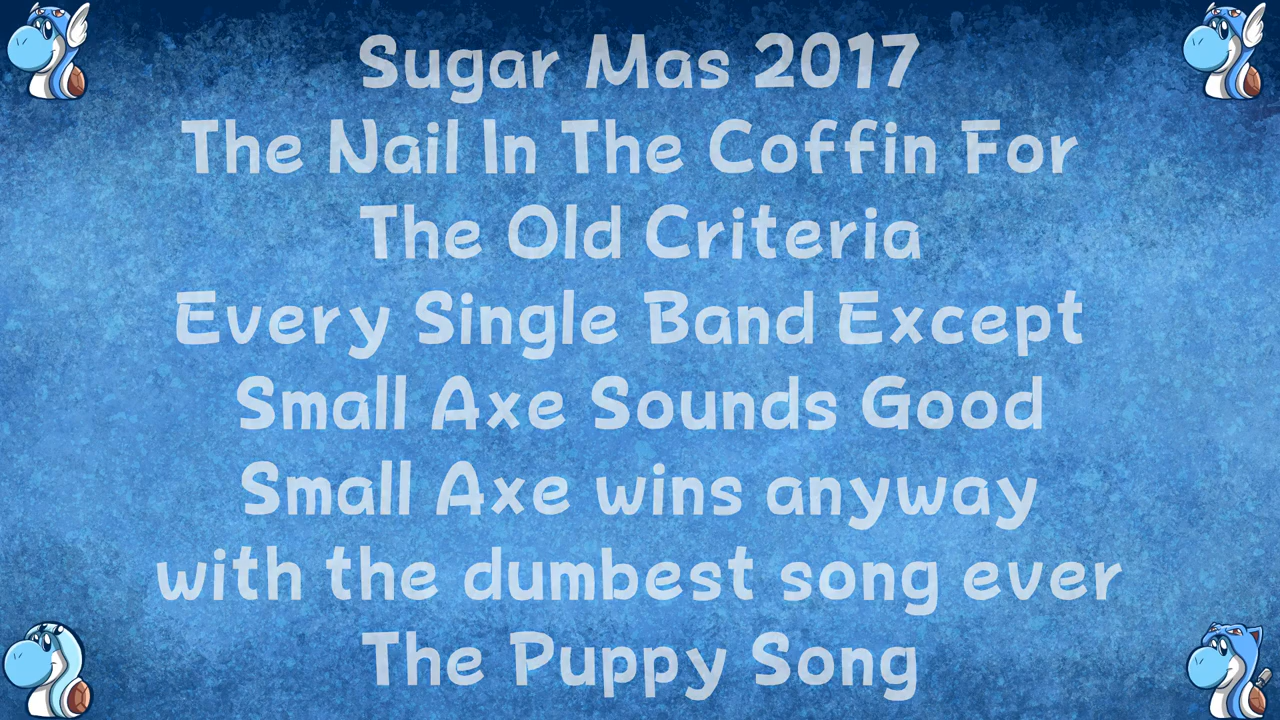 Sugar Mas 2017
The Nail In The Coffin For
The Old Criteria
Every Single Band Except
Small Axe Sounds Good
Small Axe wins anyway
with the dumbest song ever
The Puppy Song